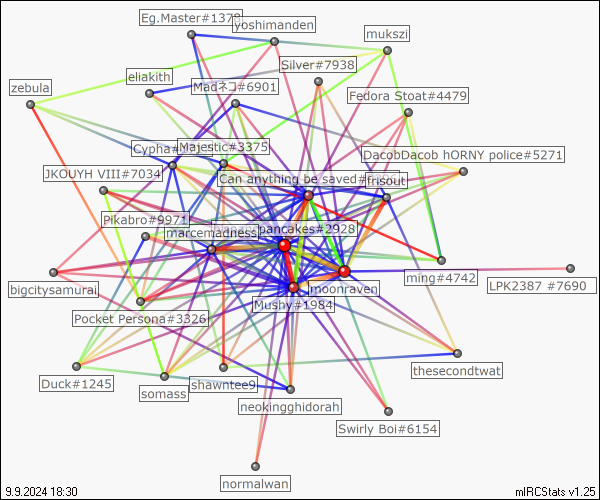 Eg.Master#1378
yoshimanden
mukszi
Silver#7938
eliakith
zebula
Madネコ#6901
Fedora Stoat#4479
Majestic#3375
DacobDacob hORNY police#5271
JKOUYH VIII#7034
Can anything be saved#
frisout
Pikabro#9971
pancakes#2928
marcemadness
ming#4742
LPK2387 #7690
bigcitysamurai
moonraven
Mushy#1984
Pocket Persona#3326
thesecondtwat
Duck#1245
somass
shawntee9
neokingghidorah
Swirly Boi#6154
normalwan
9.9.2024 18:30
mIRCStats v1.25